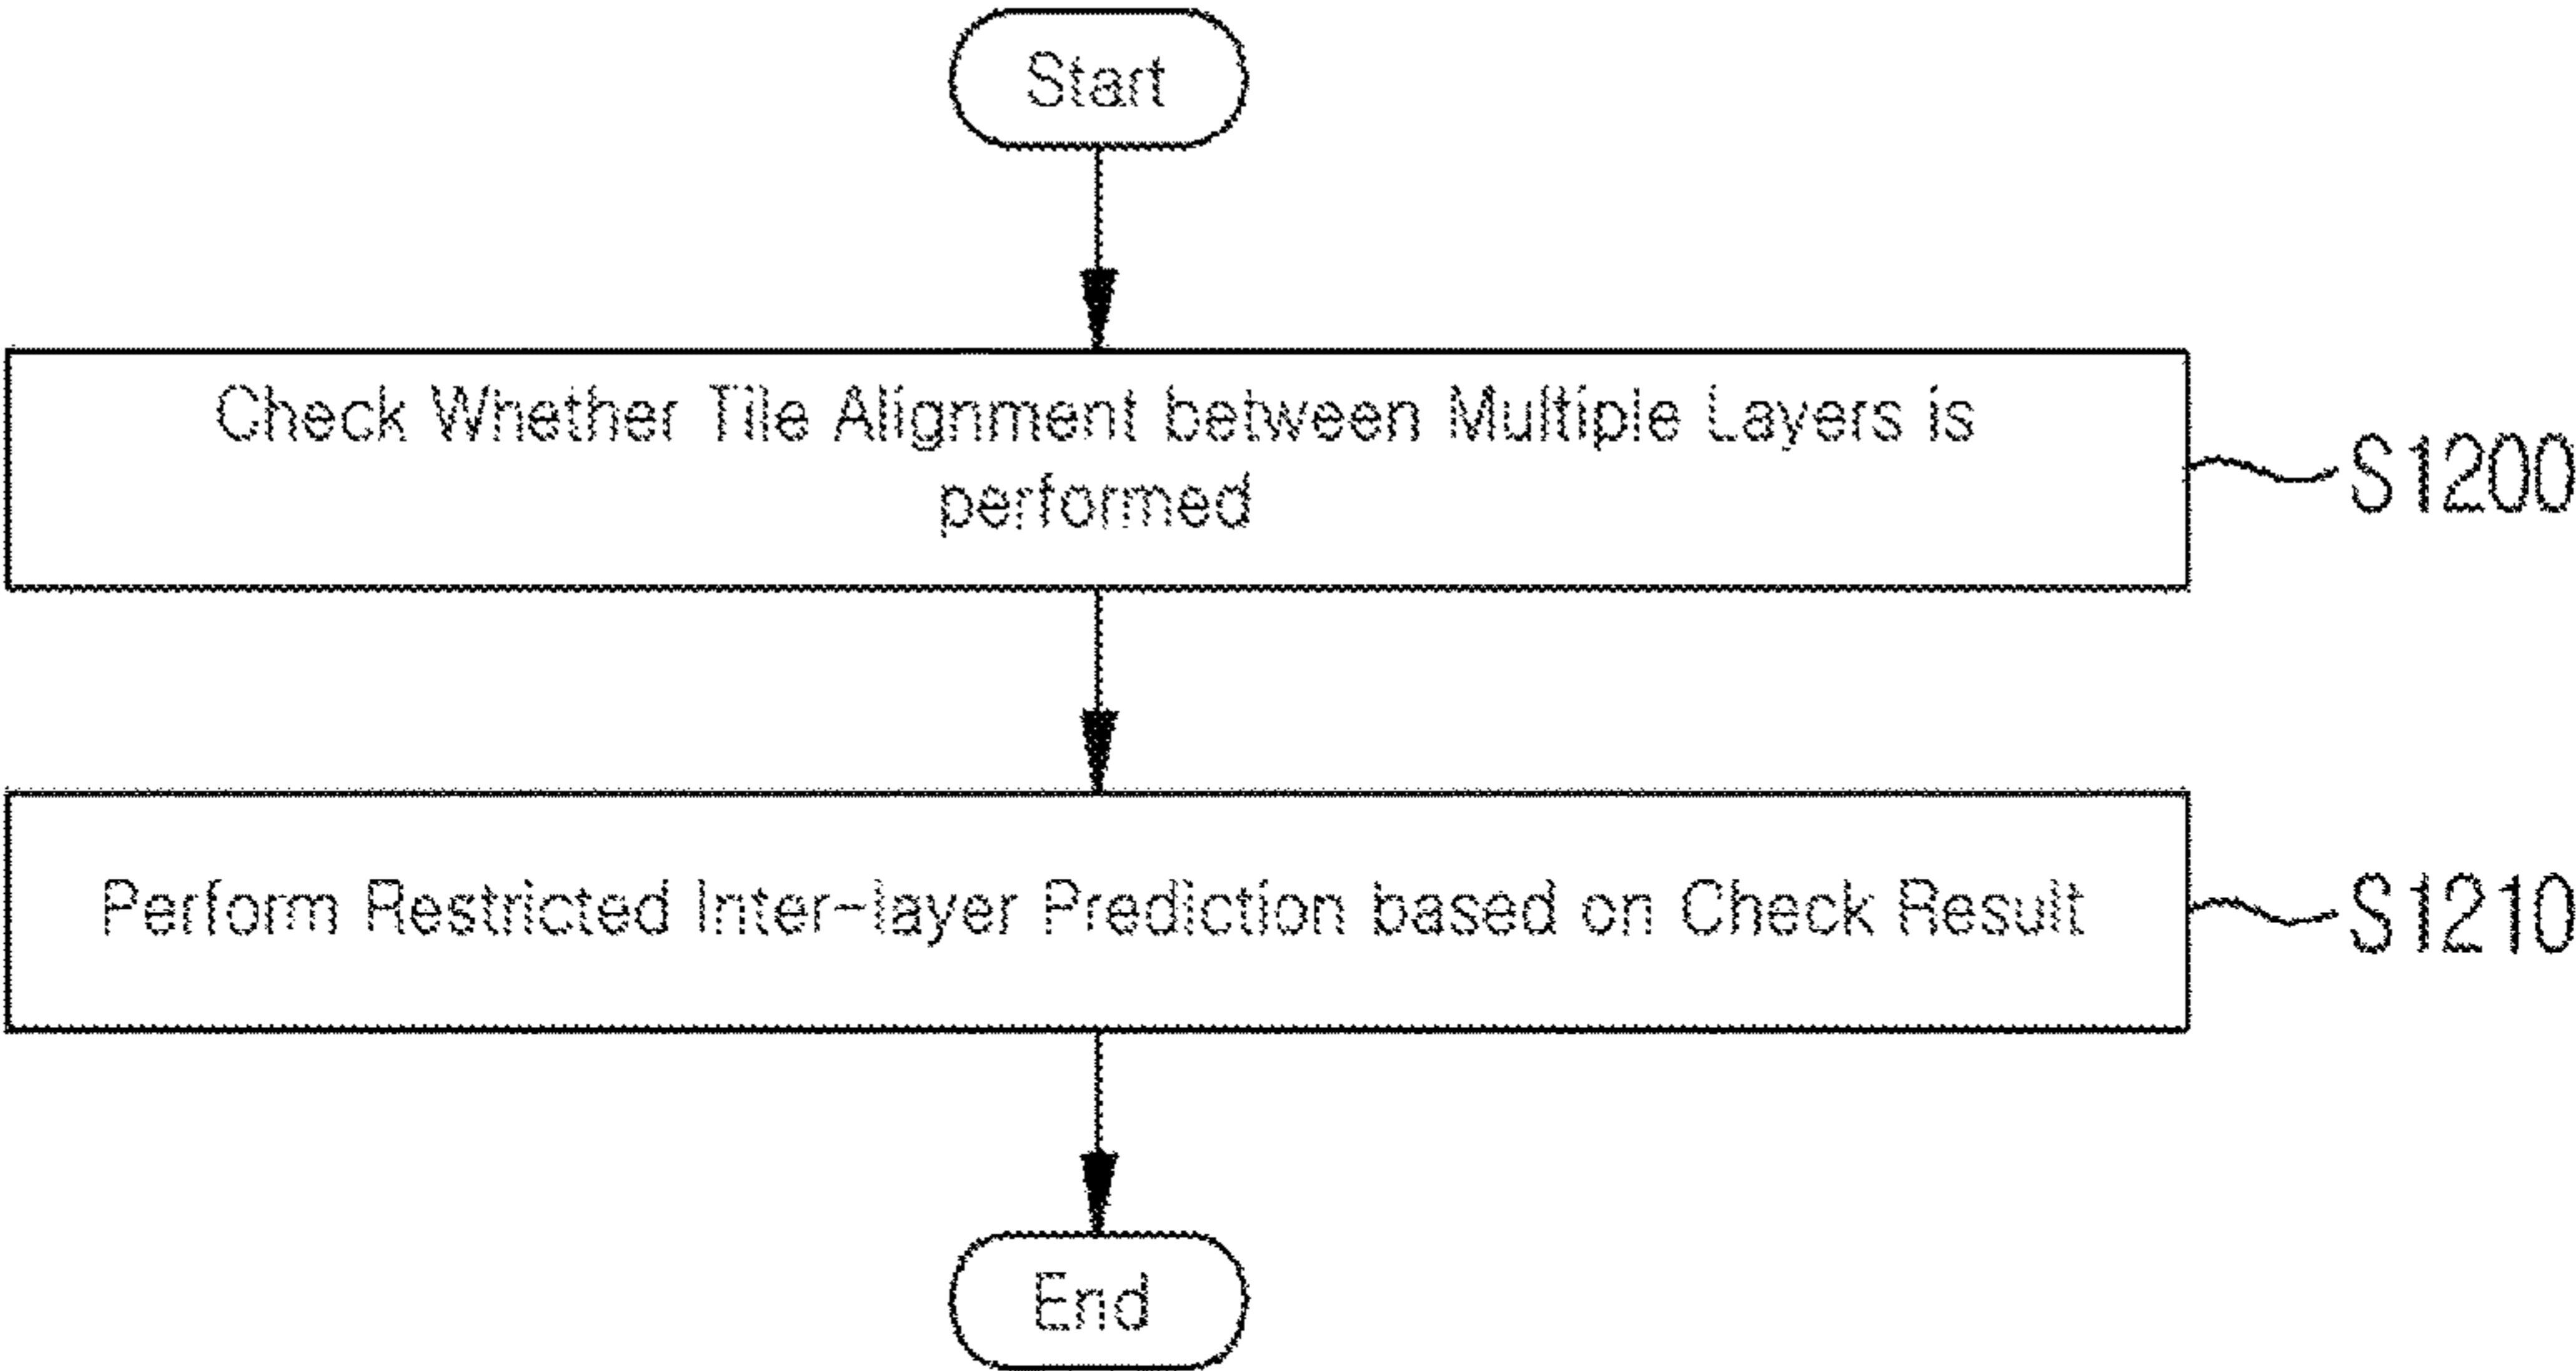 Start
Check Whether Tile Alignment between Multiple Layers is
performed
S1200
Perform Restricted Inter-layer Prediction based on Check Result
S1210
End